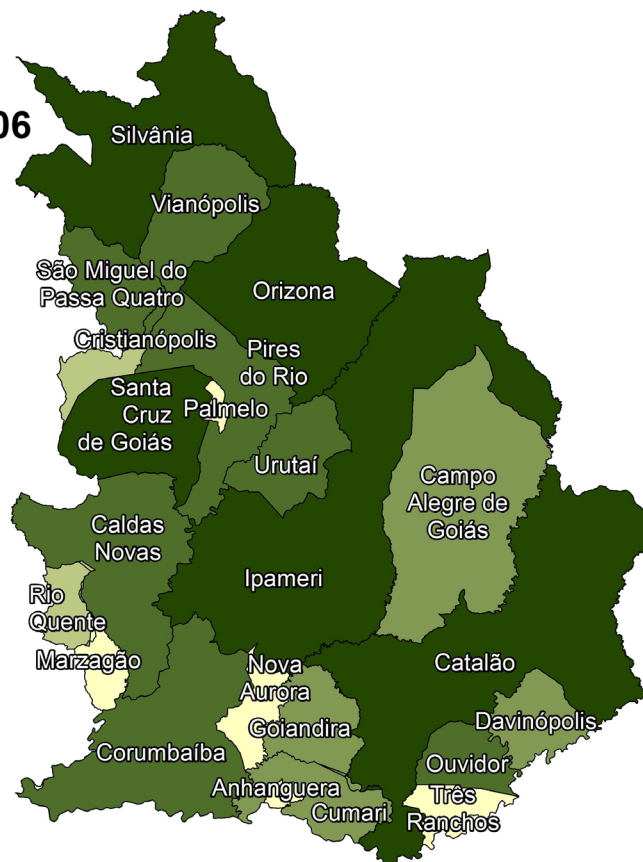 06
Silvânia
Vianópolis
São Miguel do
Passa Quatro
Orizona
Cristianópolis
Pires
do Rio
Santa
Cruz
de Goiás
Palmelo
Urutaí
Campo
Alegre de
Goiás
Caldas
Novas
Ipameri
Rio
Quente
Marzagão
Nova
Aurora
Catalão
Goiandira
Davinópolis
Corumbaíba
Ouvidor
Anhanguera
Cumari
Três
Ranchos